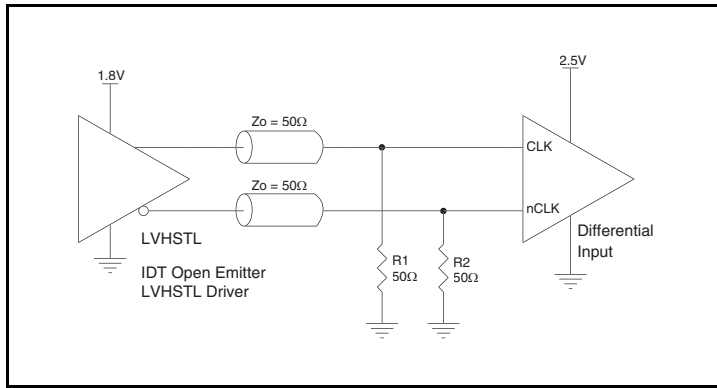 1.8V
2.5V
Zo = 50Ω
CLK
Zo = 50Ω
nCLK
LVHSTL
IDT Open Emitter
LVHSTL Driver
R1
50Ω
R2
50Ω
Differential
Input